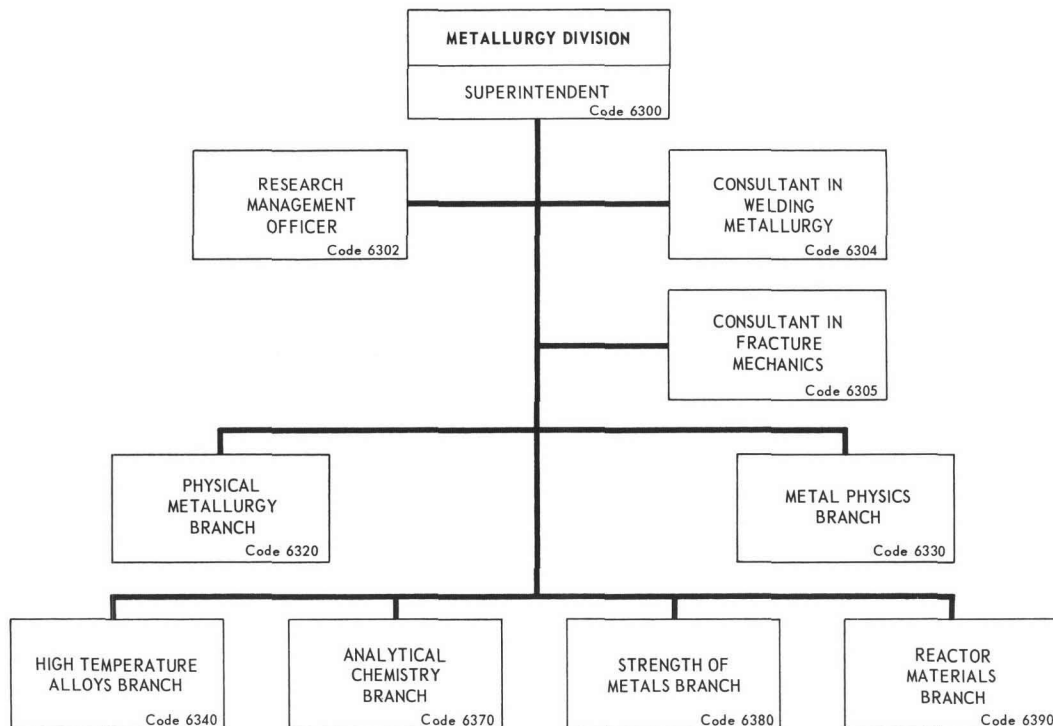 METALLURGY DIVISION
SUPERINTENDENT
Code 6300
RESEARCH
MANAGEMENT
OFFICER
Code 6302
CONSULTANT IN
WELDING
METALLURGY
Code 6304
CONSULTANT IN
FRACTURE
MECHANICS
Code 6305
PHYSICAL
METALLURGY
BRANCH
Code 6320
METAL PHYSICS
BRANCH
Code 6330
HIGH TEMPERATURE
ALLOYS BRANCH
Code 6340
ANALYTICAL
CHEMISTRY
BRANCH
Code 6370
STRENGTH OF
METALS BRANCH
Code 6380
REACTOR
MATERIALS
BRANCH
Code 6390